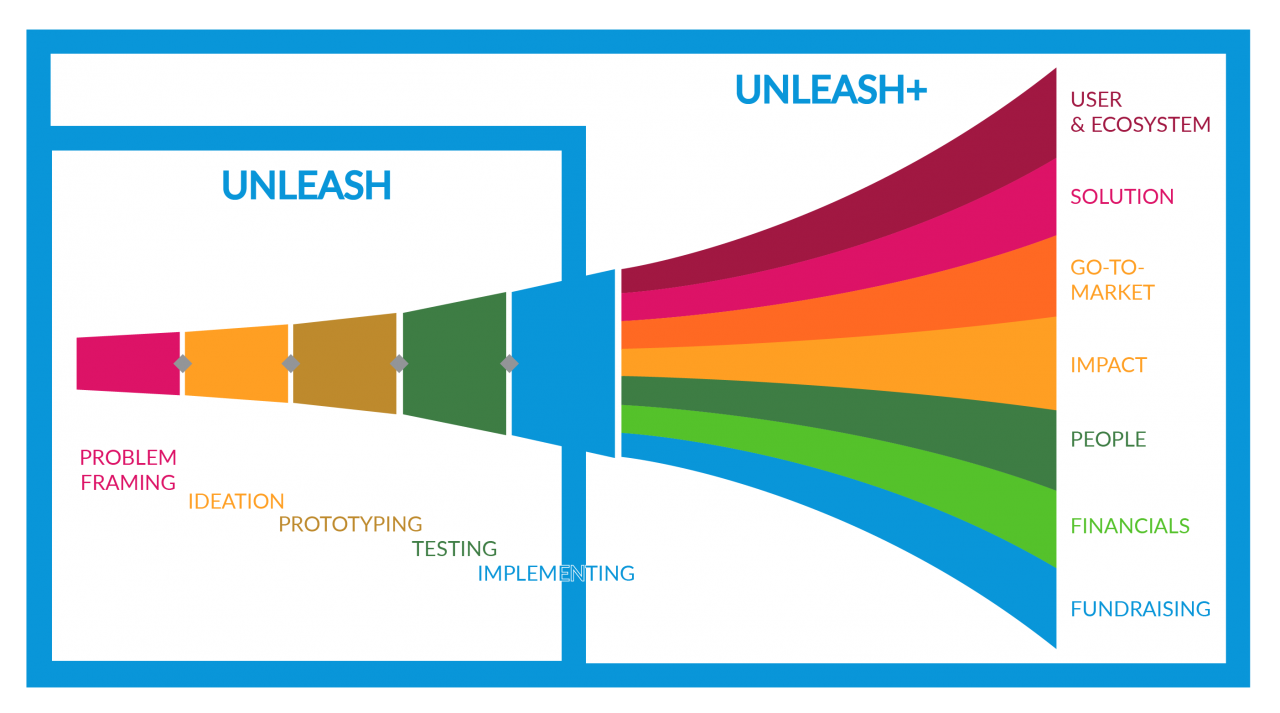 UNLEASH+
UNLEASH
PROBLEM
FRAMING
IDEATION
PROTOTYPING
TESTING
IMPLEMENTING
USER
& ECOSYSTEM
SOLUTION
GO-TO-
MARKET
IMPACT
PEOPLE
FINANCIALS
FUNDRAISING